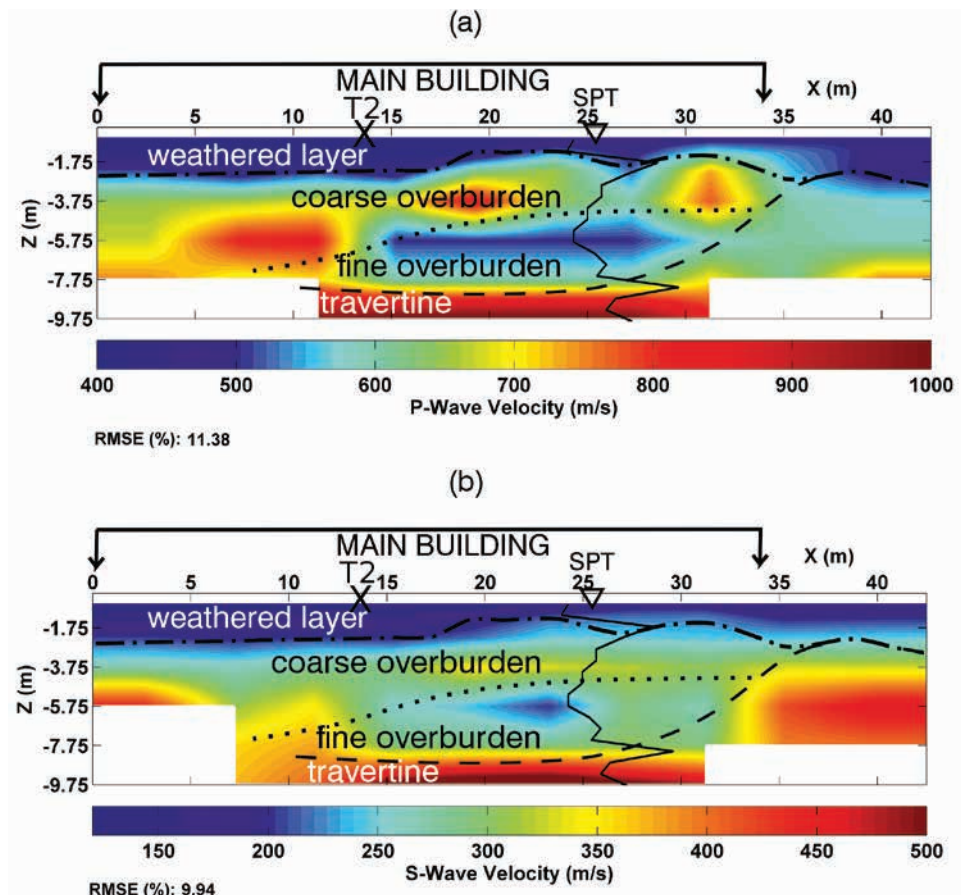 (a)
MAIN BUILDING
X (m)
T2
SPT
0 5 10 15 20 25 30 35 40
weathered layer
-1.75
coarse overburden
-3.75
Z (m)
-5.75
fine overburden
-7.75
travertine
-9.75
400 500 600 700 800 900 1000
P-Wave Velocity (m/s)
RMSE (%): 11.38
(b)
MAIN BUILDING
X (m)
T2
SPT
0 5 10 15 20 25 30 35 40
weathered layer
-1.75
coarse overburden
-3.75
Z (m)
-5.75
fine overburden
-7.75
travertine
-9.75
150 200 250 300 350 400 450 500
S-Wave Velocity (m/s)
RMSE (%): 9.94